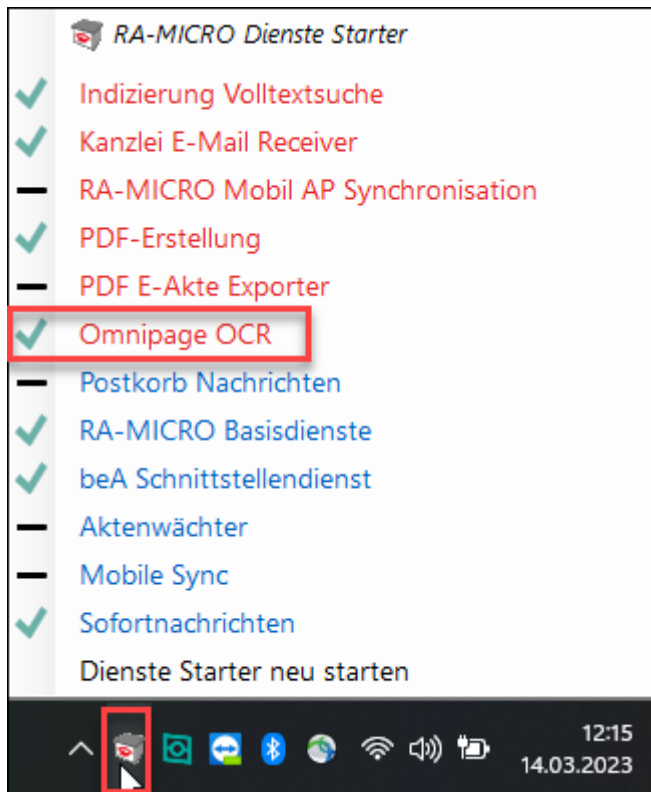 RA-MICRO Dienste Starter
Indizierung Volltextsuche
Kanzlei E-Mail Receiver
RA-MICRO Mobil AP Synchronisation
PDF-Erstellung
PDF E-Akte Exporter
Omnipage OCR
Postkorb Nachrichten
RA-MICRO Basisdienste
beA Schnittstellendienst
Aktenwächter
Mobile Sync
Sofortnachrichten
Dienste Starter neu starten
12:15
14.03.2023